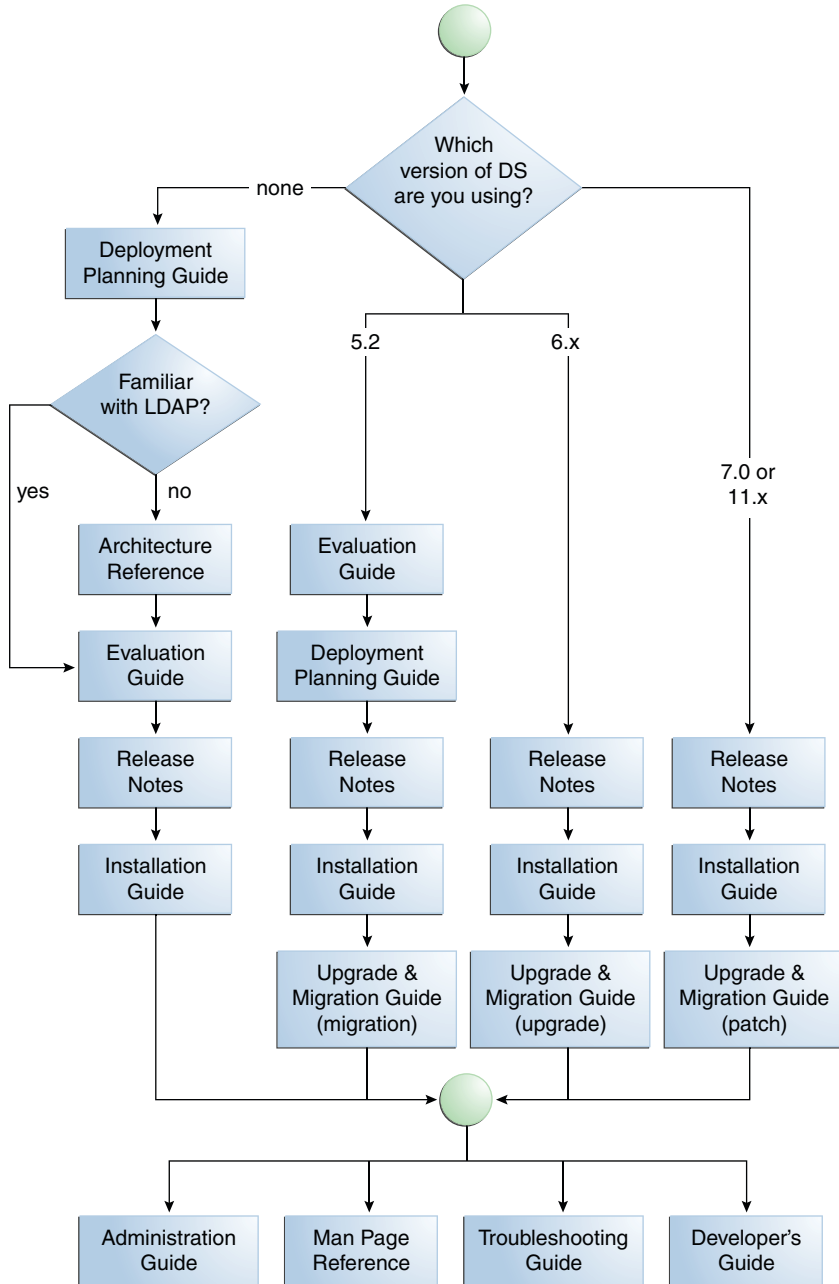 Which
version of DS
are you using?
none
Deployment
Planning Guide
5.2
6.x
Familiar
with LDAP?
7.0 or
11.x
yes
no
Architecture
Reference
Evaluation
Guide
Evaluation
Guide
Deployment
Planning Guide
Release
Notes
Release
Notes
Release
Notes
Release
Notes
Installation
Guide
Installation
Guide
Installation
Guide
Installation
Guide
Upgrade &
Migration Guide
(migration)
Upgrade &
Migration Guide
(upgrade)
Upgrade &
Migration Guide
(patch)
Administration
Guide
Man Page
Reference
Troubleshooting
Guide
Developer's
Guide